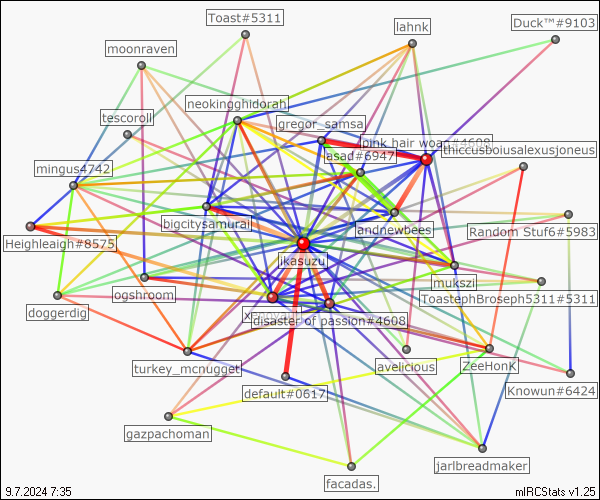 Toast#5311
lahnk
Duck™#9103
moonraven
neokingghidorah
tescoroll
gregor_samsa
pink hair woag#4608
thiccusboiusalexusjoneus
asad#6947
mingus4742
bigcitysamurai
landnewbees
Random Stuf6#5983
Heighleaigh#8575
ikasuzu
mukszi
ogshroom
ToastephBroseph5311#5311
doggerdig
disaster of passion#4608
turkey_mcnugget
avelicious
ZeeHonK
default#0617
Knowun#6424
gazpachoman
jarlbreadmaker
facadas.
9.7.2024 7:35
mIRCStats v1.25